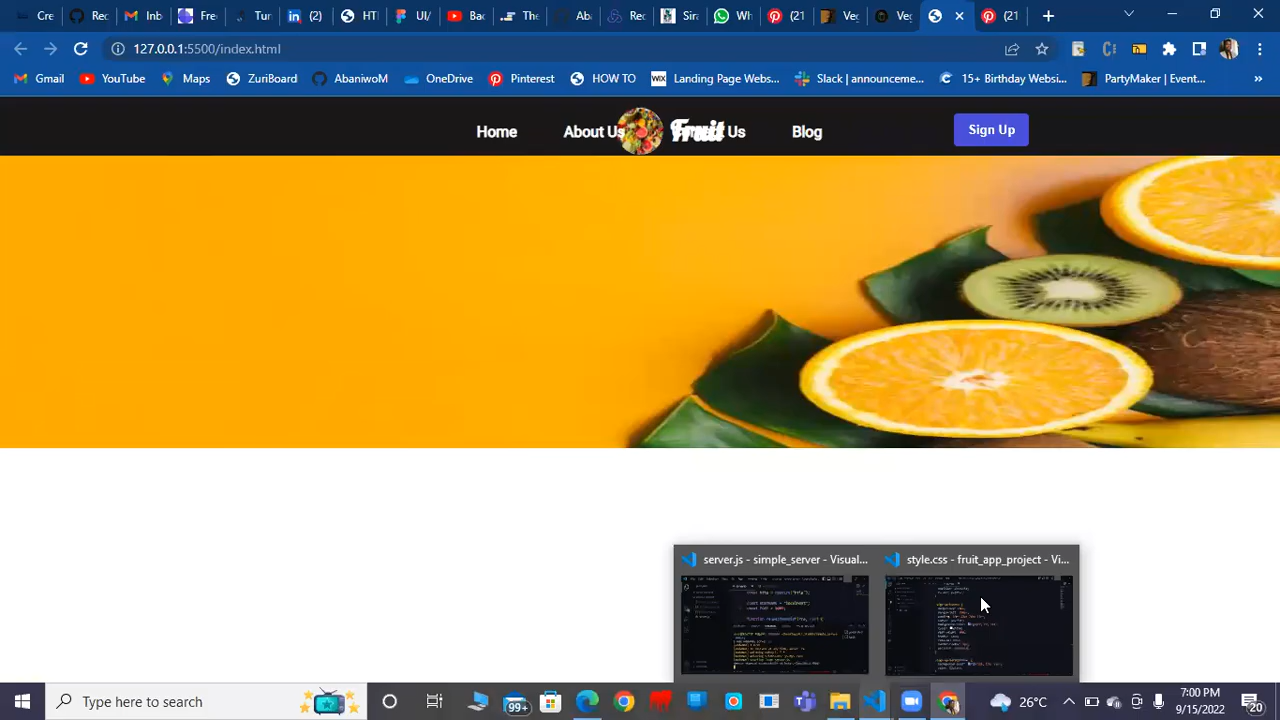 Cre
Rec
Inb
Fre
Tur
(2)
HT
UI/
Bac
The
Ab
Re
Sira
Wh
(21
Veg
Veg
(21
127.0.0.1:5500/index.html
Gmail
YouTube
Maps
ZuriBoard
AbaniwoM
OneDrive
Pinterest
HOW TO
WIX
Landing Page Webs...
Slack | announceme...
15+ Birthday Websi...
PartyMaker | Event...
»
Home
About Us
Fruit
Us
Blog
Sign Up
server.js - simple_server - Visual...
style.css - fruit_app_project - Vi...
Type here to search
99+
26°C
7:00 PM
9/15/2022
20